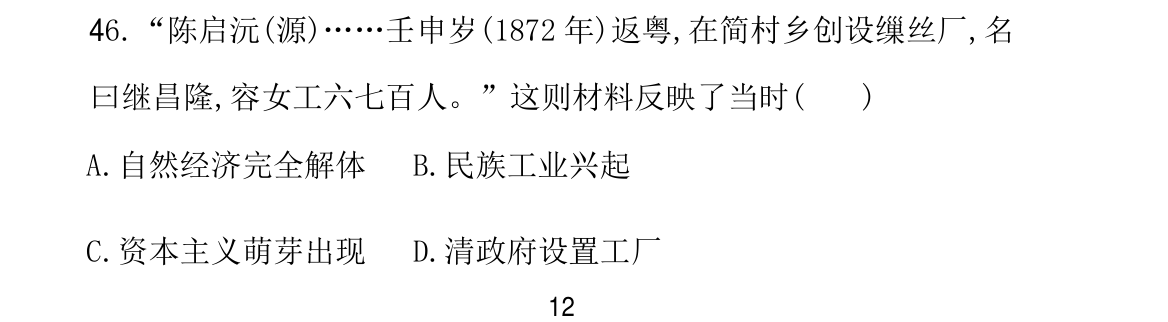 46.“陈启沅(源)……壬申岁(1872年)返粤,在简村乡创设缫丝厂,名
曰继昌隆,容女工六七百人。”这则材料反映了当时(　　)
A.自然经济完全解体　B.民族工业兴起
C.资本主义萌芽出现　D.清政府设置工厂
12